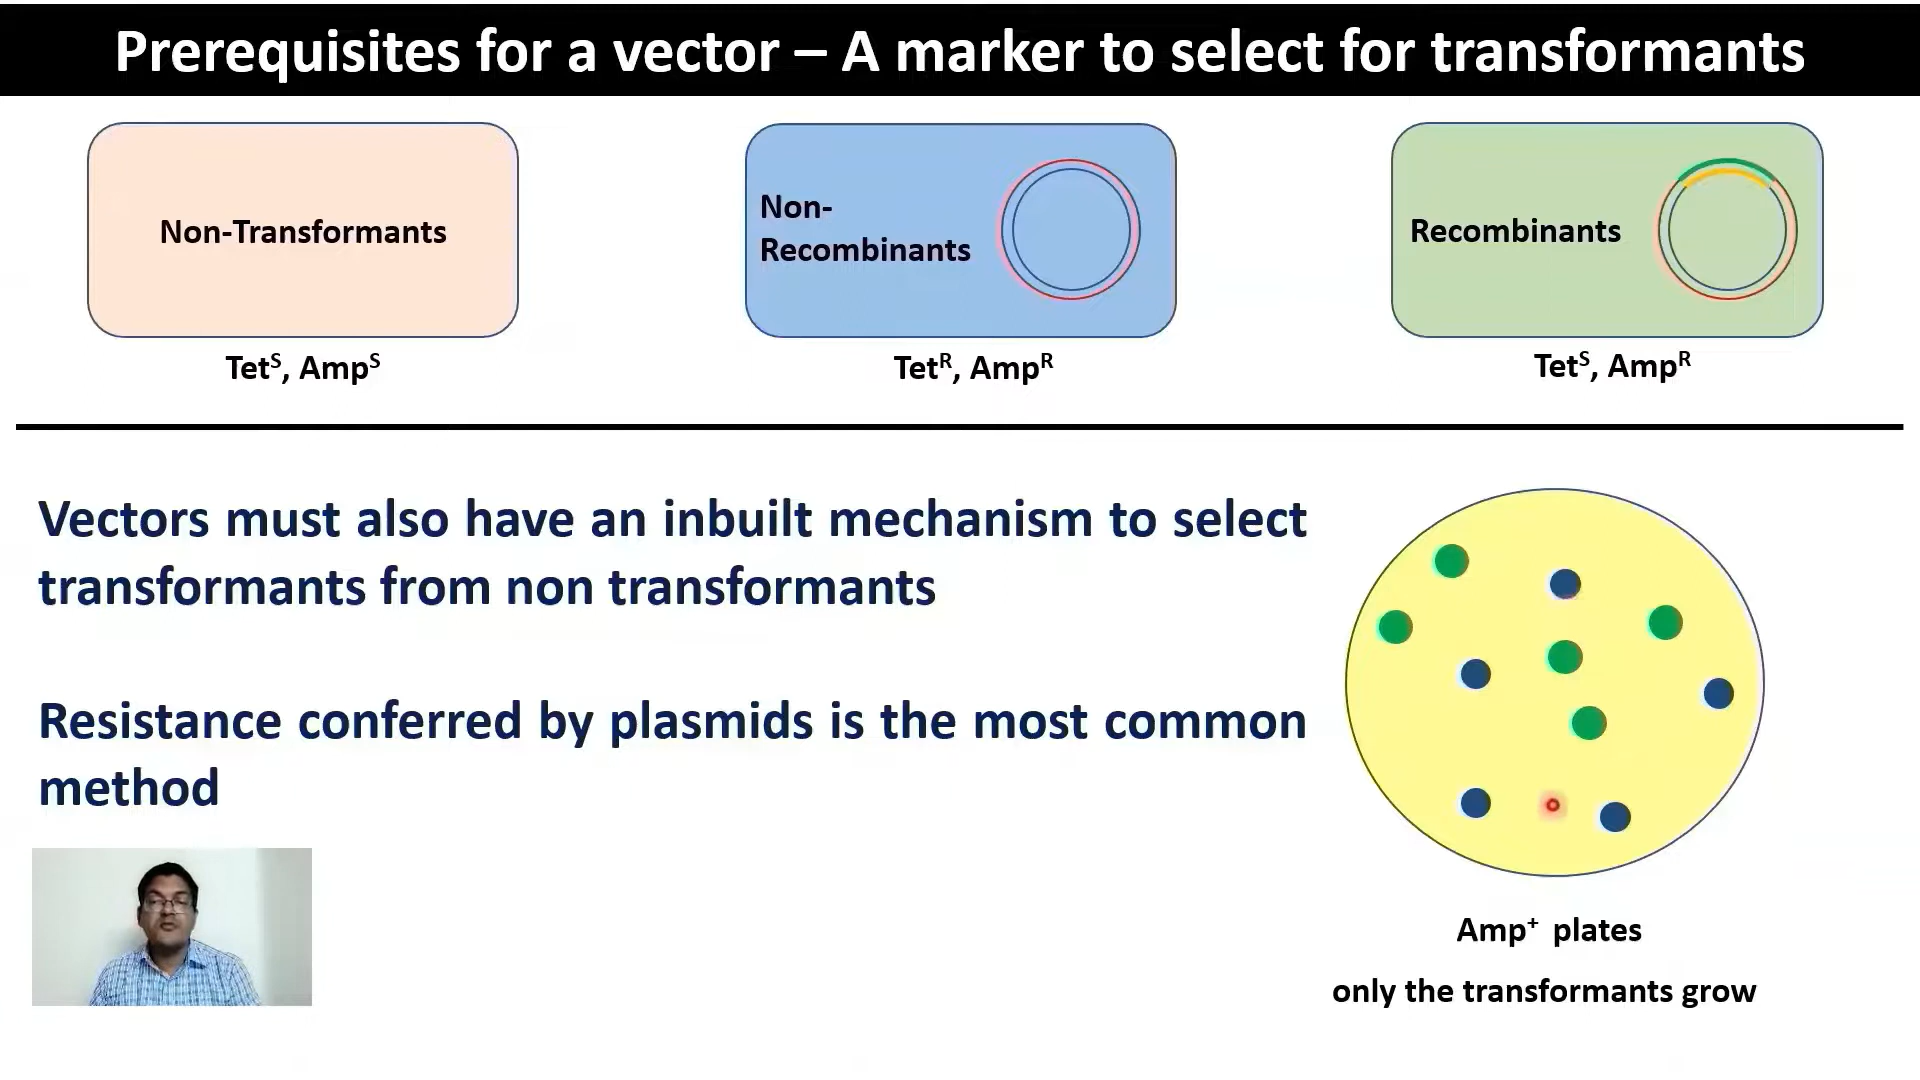 Prerequisites for a vector – A marker to select for transformants
Non-Transformants
Non-
Recombinants
Recombinants
Tetˢ, Ampˢ
Tetᴿ, Ampᴿ
Tetˢ, Ampᴿ
Vectors must also have an inbuilt mechanism to select
transformants from non transformants
Resistance conferred by plasmids is the most common
method
Amp⁺ plates
only the transformants grow